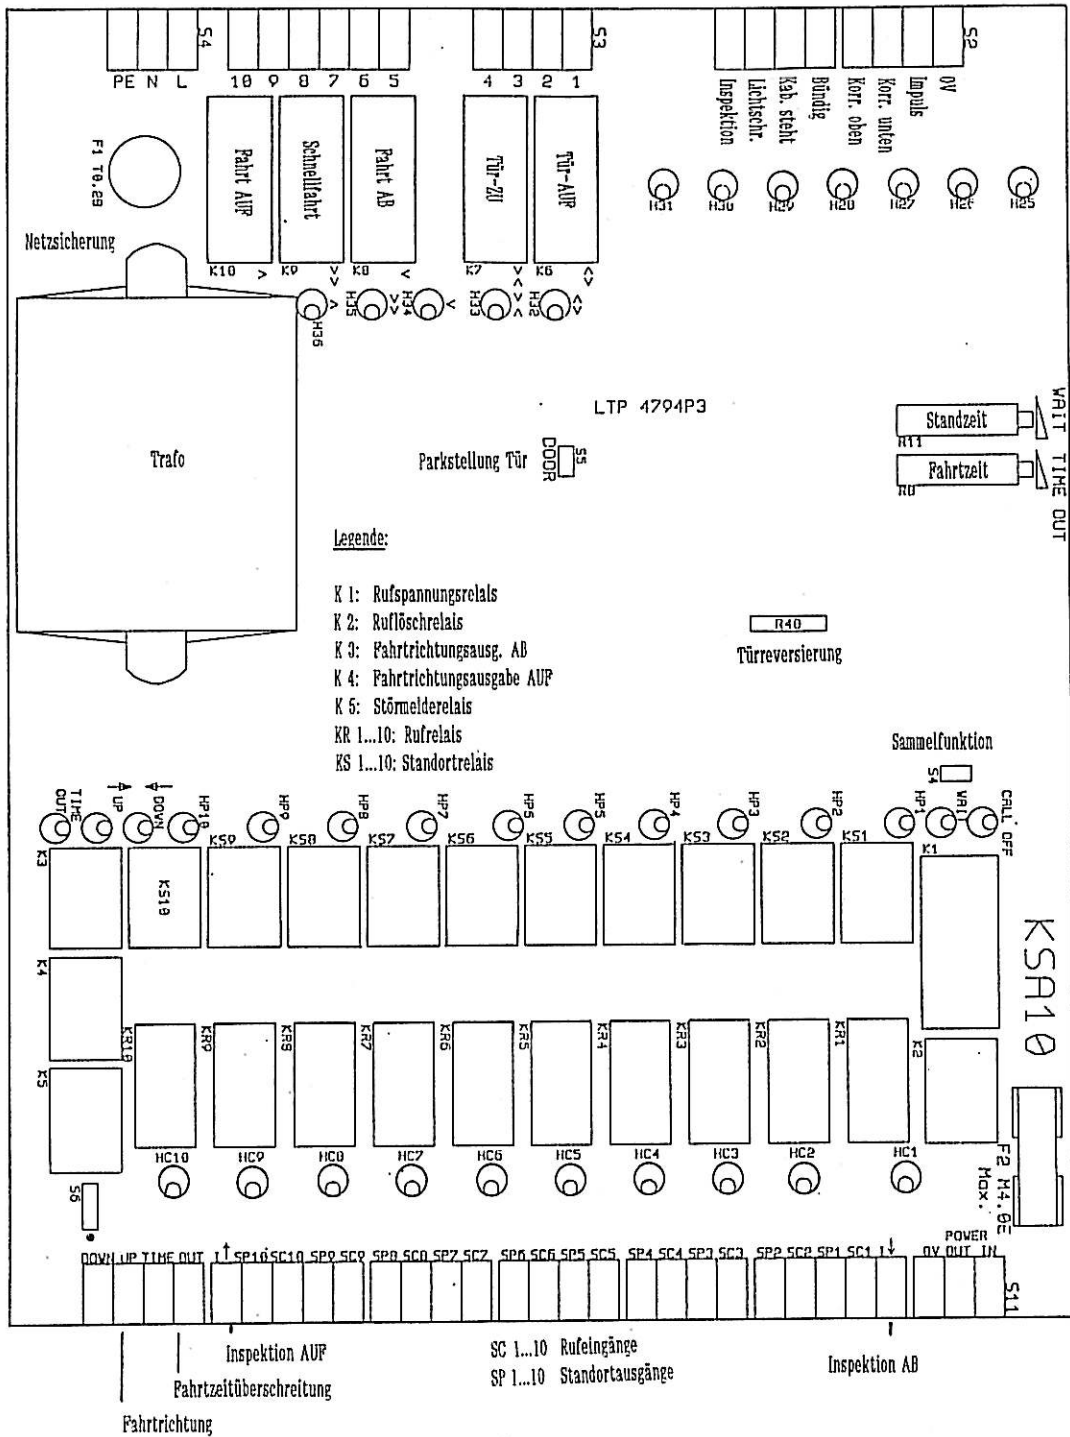 S4
S3
S2
PE N L
10 9 8 7 6 5
4 3 2 1
Inspektion
Lichtschr.
Kab. steht
Bündig
Korr. oben
Korr. unten
Impuls
0V
F1 T0.2B
Fahrt AUF
Schnellfahrt
Fahrt AB
Tür-ZU
Tür-AUF
H31 H30 H29 H28 H27 H26 H25
Netzsicherung
K10 > K9 K8 < K7 K6
H36 H35 H34 H33 H32
LTP 4794P3
WAIT
Standzeit
R11
TIME OUT
Fahrtzeit
R8
Trafo
Parkstellung Tür
DOOR
S5
Legende:
K 1: Rufspannungsrelais
K 2: Ruflöschrelais
K 3: Fahrtrichtungsausg. AB
K 4: Fahrtrichtungsausgabe AUF
K 5: Störmelderelais
KR 1...10: Rufrelais
KS 1...10: Standortrelais
R40
Türreversierung
Sammelfunktion
S4
TIME OUT
UP
DOWN
HP10 HP9 HP8 HP7 HP5 HP5 HP4 HP3 HP2 HP1
WAIT
CALL OFF
K3 KS10 KS9 KS8 KS7 KS6 KS5 KS4 KS3 KS2 KS1 K1
KSA10
K4
KR10 KR9 KR8 KR7 KR6 KR5 KR4 KR3 KR2 KR1 K2
K5
HC10 HC9 HC8 HC7 HC6 HC5 HC4 HC3 HC2 HC1
F2 M4.0E
Max.
S6
DOWN UP TIME OUT I↑ SP10 SC10 SP9 SC9 SP8 SC8 SP7 SC7 SP6 SC6 SP5 SC5 SP4 SC4 SP3 SC3 SP2 SC2 SP1 SC1 I↓
POWER
0V OUT IN
S11
Inspektion AUF
Fahrtzeitüberschreitung
Fahrtrichtung
SC 1...10 Rufeingänge
SP 1...10 Standortausgänge
Inspektion AB